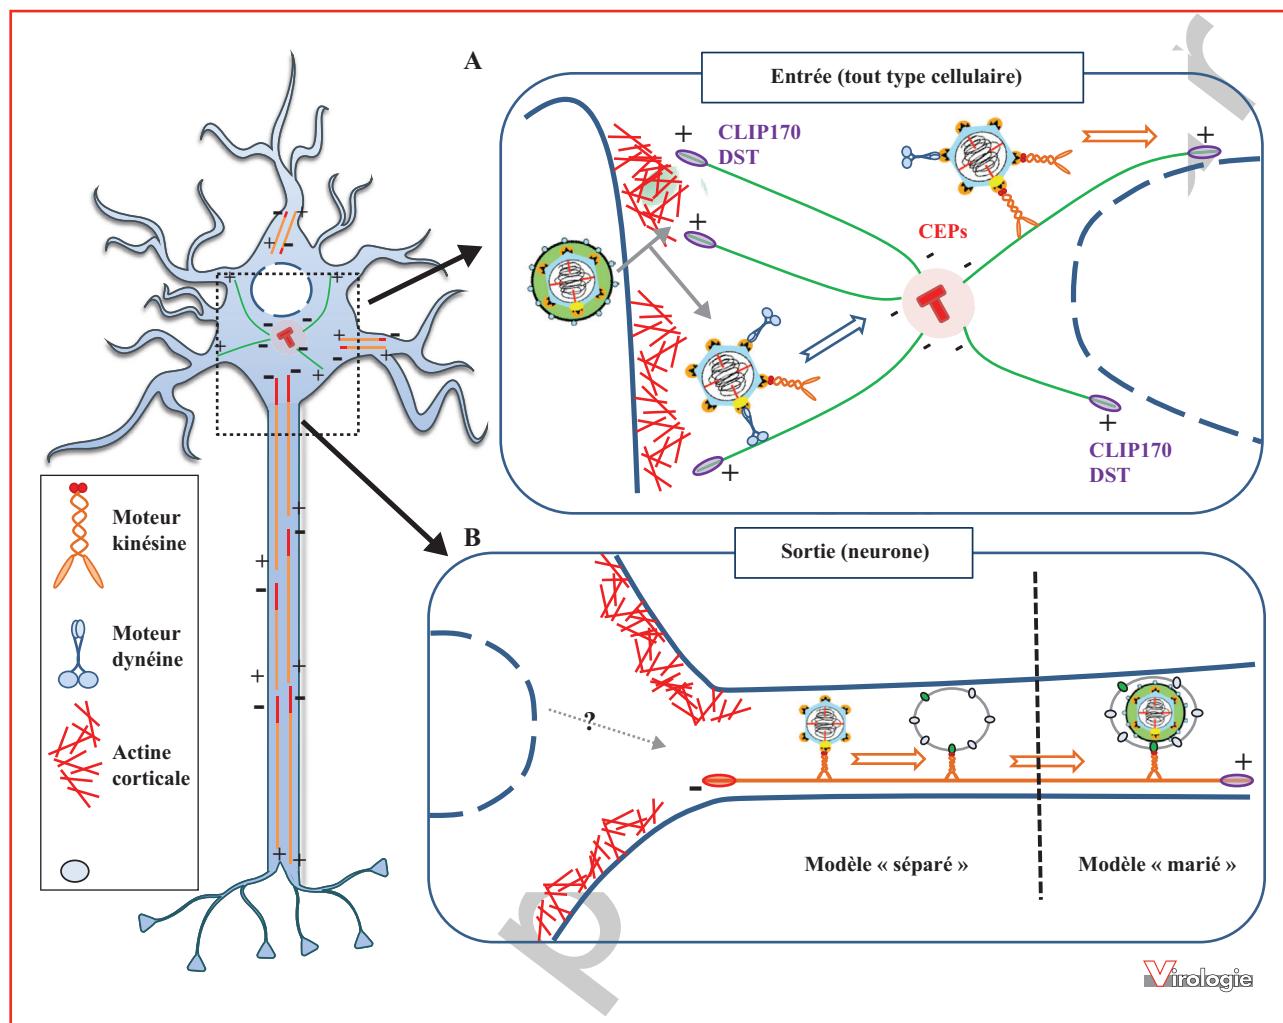 A
Entrée (tout type cellulaire)
+
CLIP170
DST
+
+
+
CEPs
+
CLIP170
DST
+
Moteur
kinésine
Moteur
dynéine
Actine
corticale
B
Sortie (neurone)
?
-
+
Modèle « séparé »
Modèle « marié »
Virologie